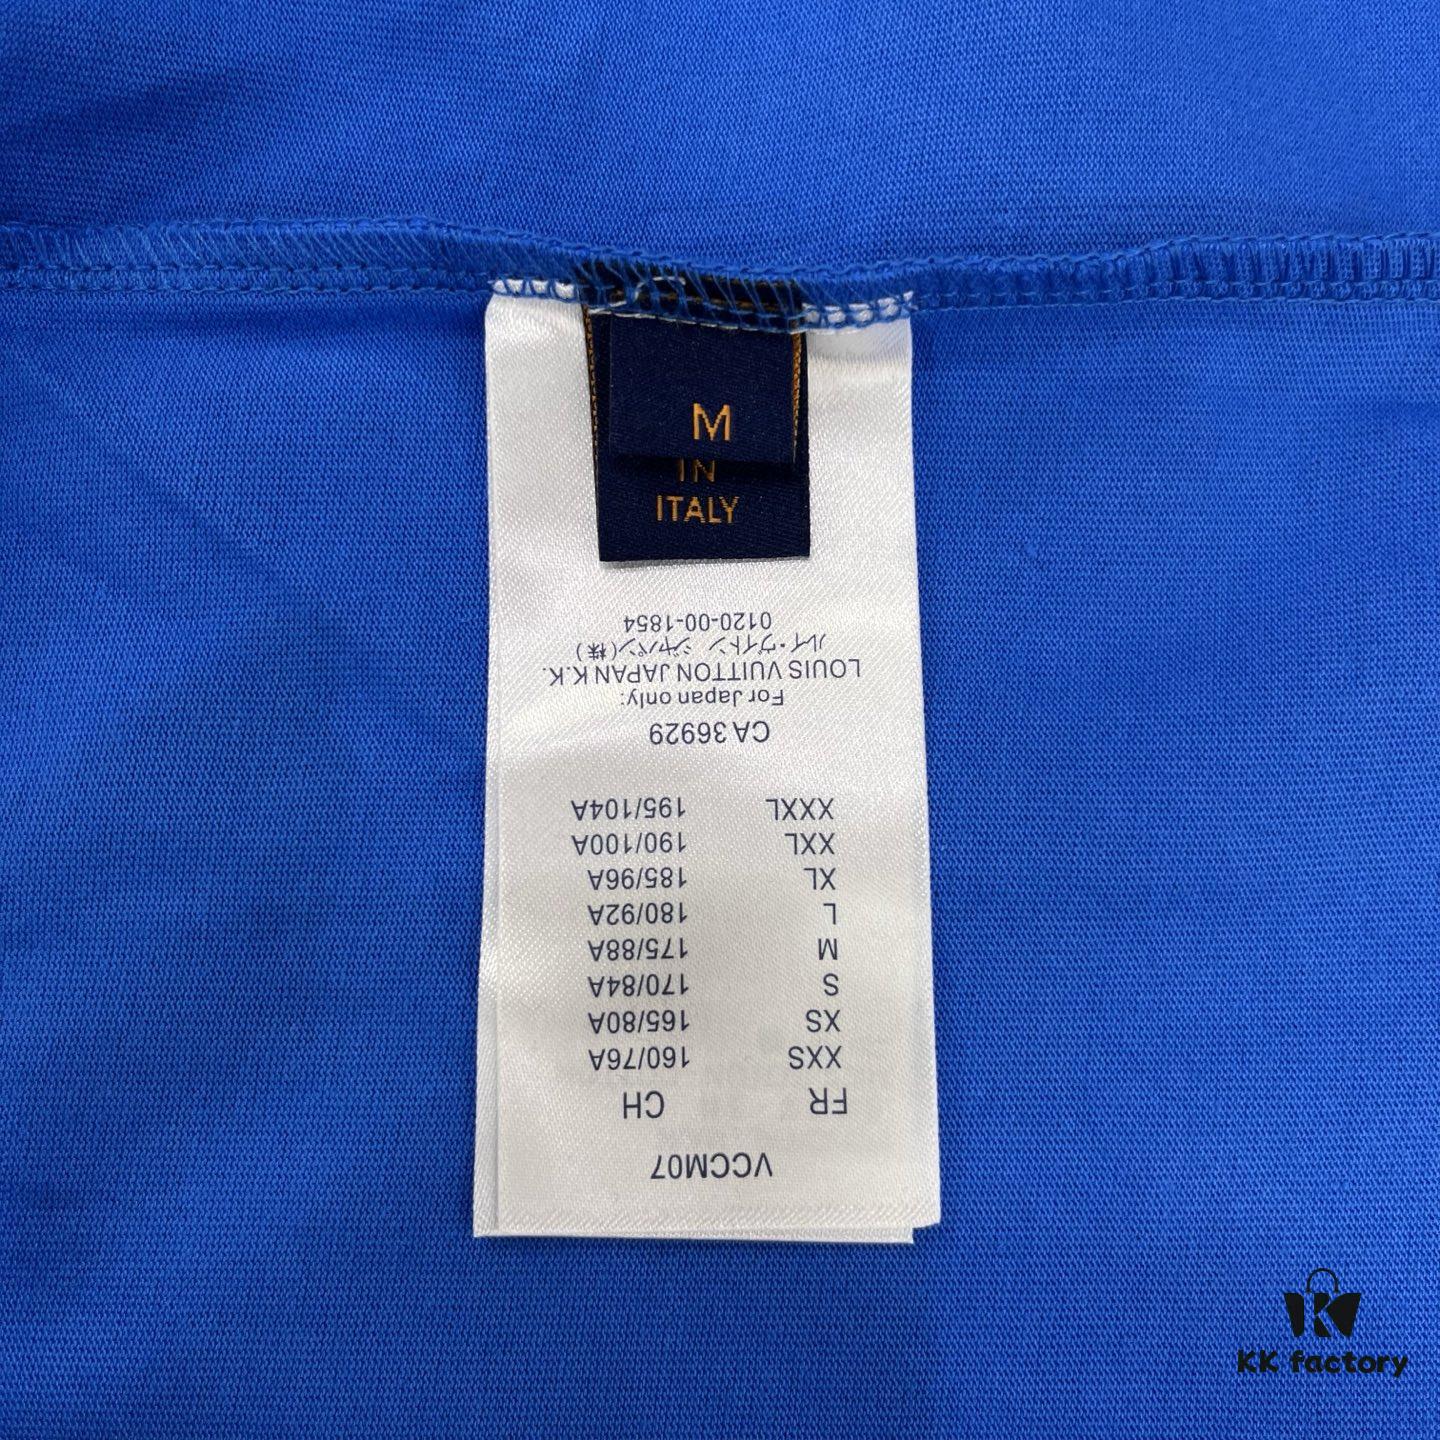 M
IN
ITALY
VCCM07
FR CH
XXS 160/76A
XS 165/80A
S 170/84A
M 175/88A
L 180/92A
XL 185/96A
XXL 190/100A
XXXL 195/104A
CA 36929
For Japan only:
LOUIS VUITTON JAPAN K.K.
ルイ・ヴィトン ジャパン(株)
0120-00-1854
KK factory